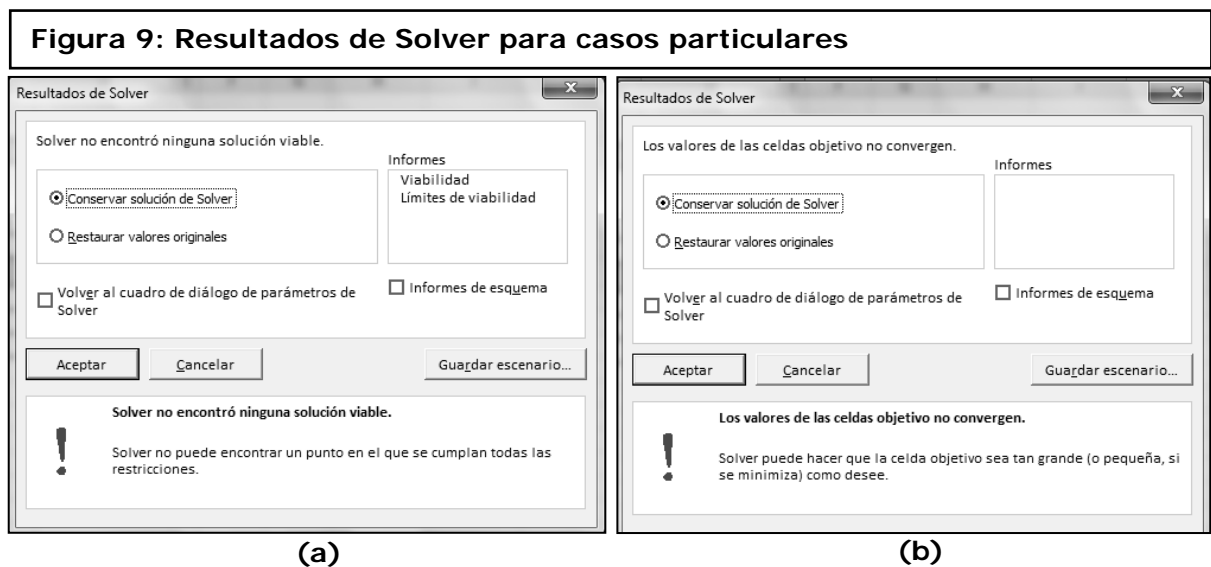 Figura 9: Resultados de Solver para casos particulares
Resultados de Solver
x
Solver no encontró ninguna solución viable.
Informes
Viabilidad
Límites de viabilidad
Conservar solución de Solver
Restaurar valores originales
Volver al cuadro de diálogo de parámetros de
Solver
Informes de esquema
Aceptar
Cancelar
Guardar escenario...
Solver no encontró ninguna solución viable.
Solver no puede encontrar un punto en el que se cumplan todas las
restricciones.
(a)
Resultados de Solver
x
Los valores de las celdas objetivo no convergen.
Informes
Conservar solución de Solver
Restaurar valores originales
Volver al cuadro de diálogo de parámetros de
Solver
Informes de esquema
Aceptar
Cancelar
Guardar escenario...
Los valores de las celdas objetivo no convergen.
Solver puede hacer que la celda objetivo sea tan grande (o pequeña, si
se minimiza) como desee.
(b)